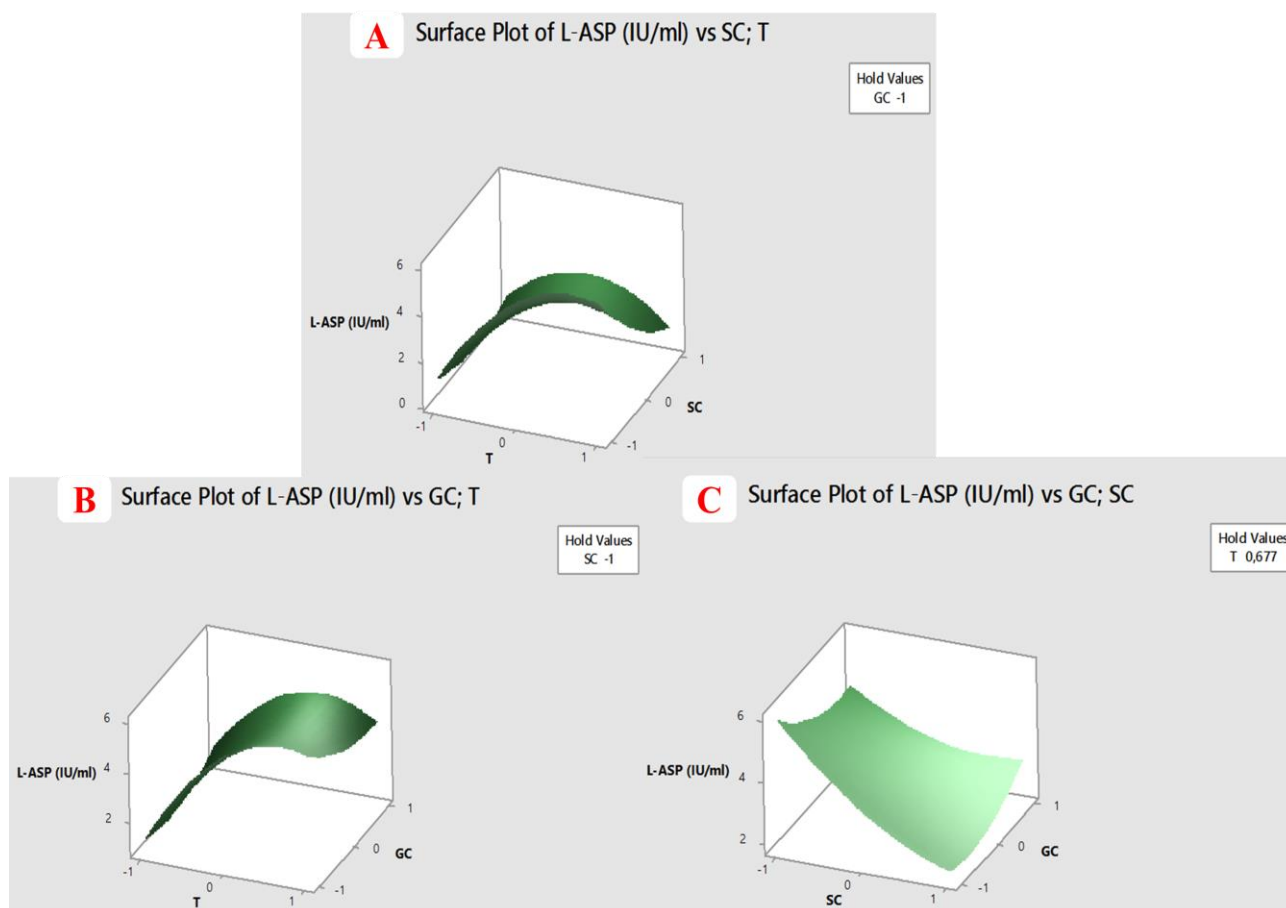 A Surface Plot of L-ASP (IU/ml) vs SC; T
Hold Values
GC -1
6
4
2
0
L-ASP (IU/ml)
-1
0
1
T
-1
0
1
SC
B Surface Plot of L-ASP (IU/ml) vs GC; T
Hold Values
SC -1
6
4
2
L-ASP (IU/ml)
-1
0
1
T
-1
0
1
GC
C Surface Plot of L-ASP (IU/ml) vs GC; SC
Hold Values
T 0,677
6
4
2
L-ASP (IU/ml)
-1
0
1
SC
-1
0
1
GC